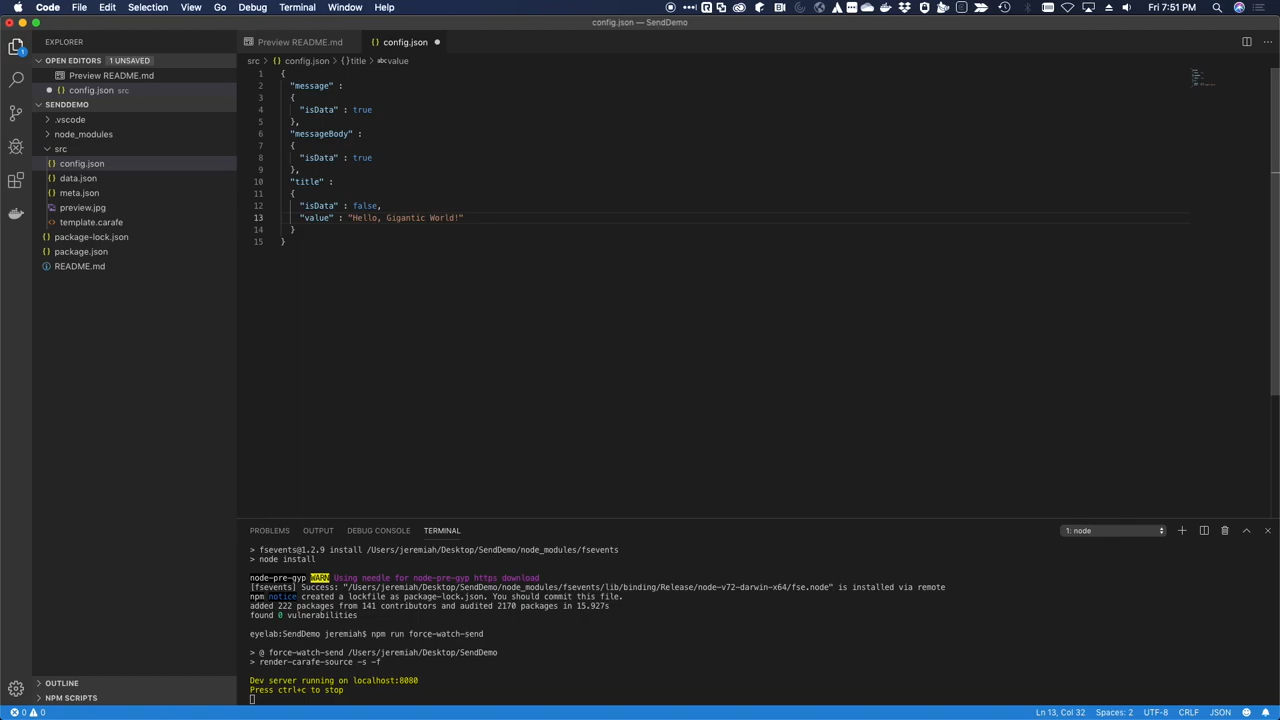 Code File Edit Selection View Go Debug Terminal Window Help
Fri 7:51 PM
config.json — SendDemo
EXPLORER
OPEN EDITORS 1 UNSAVED
Preview README.md
config.json src
SENDDEMO
.vscode
node_modules
src
config.json
data.json
meta.json
preview.jpg
template.carafe
package-lock.json
package.json
README.md
OUTLINE
NPM SCRIPTS
Preview README.md
config.json
src > {} config.json > {} title > abc value
1 {
2 "message" :
3 {
4 "isData" : true
5 },
6 "messageBody" :
7 {
8 "isData" : true
9 },
10 "title" :
11 {
12 "isData" : false,
13 "value" : "Hello, Gigantic World!"
14 }
15 }
PROBLEMS OUTPUT DEBUG CONSOLE TERMINAL
1: node
> fsevents@1.2.9 install /Users/jeremiah/Desktop/SendDemo/node_modules/fsevents
> node install
node-pre-gyp WARN Using needle for node-pre-gyp https download
[fsevents] Success: "/Users/jeremiah/Desktop/SendDemo/node_modules/fsevents/lib/binding/Release/node-v72-darwin-x64/fse.node" is installed via remote
npm notice created a lockfile as package-lock.json. You should commit this file.
added 222 packages from 141 contributors and audited 2170 packages in 15.927s
found 0 vulnerabilities
eyelab:SendDemo jeremiah$ npm run force-watch-send
> @ force-watch-send /Users/jeremiah/Desktop/SendDemo
> render-carafe-source -s -f
Dev server running on localhost:8080
Press ctrl+c to stop
0 0
Ln 13, Col 32 Spaces: 2 UTF-8 CRLF JSON